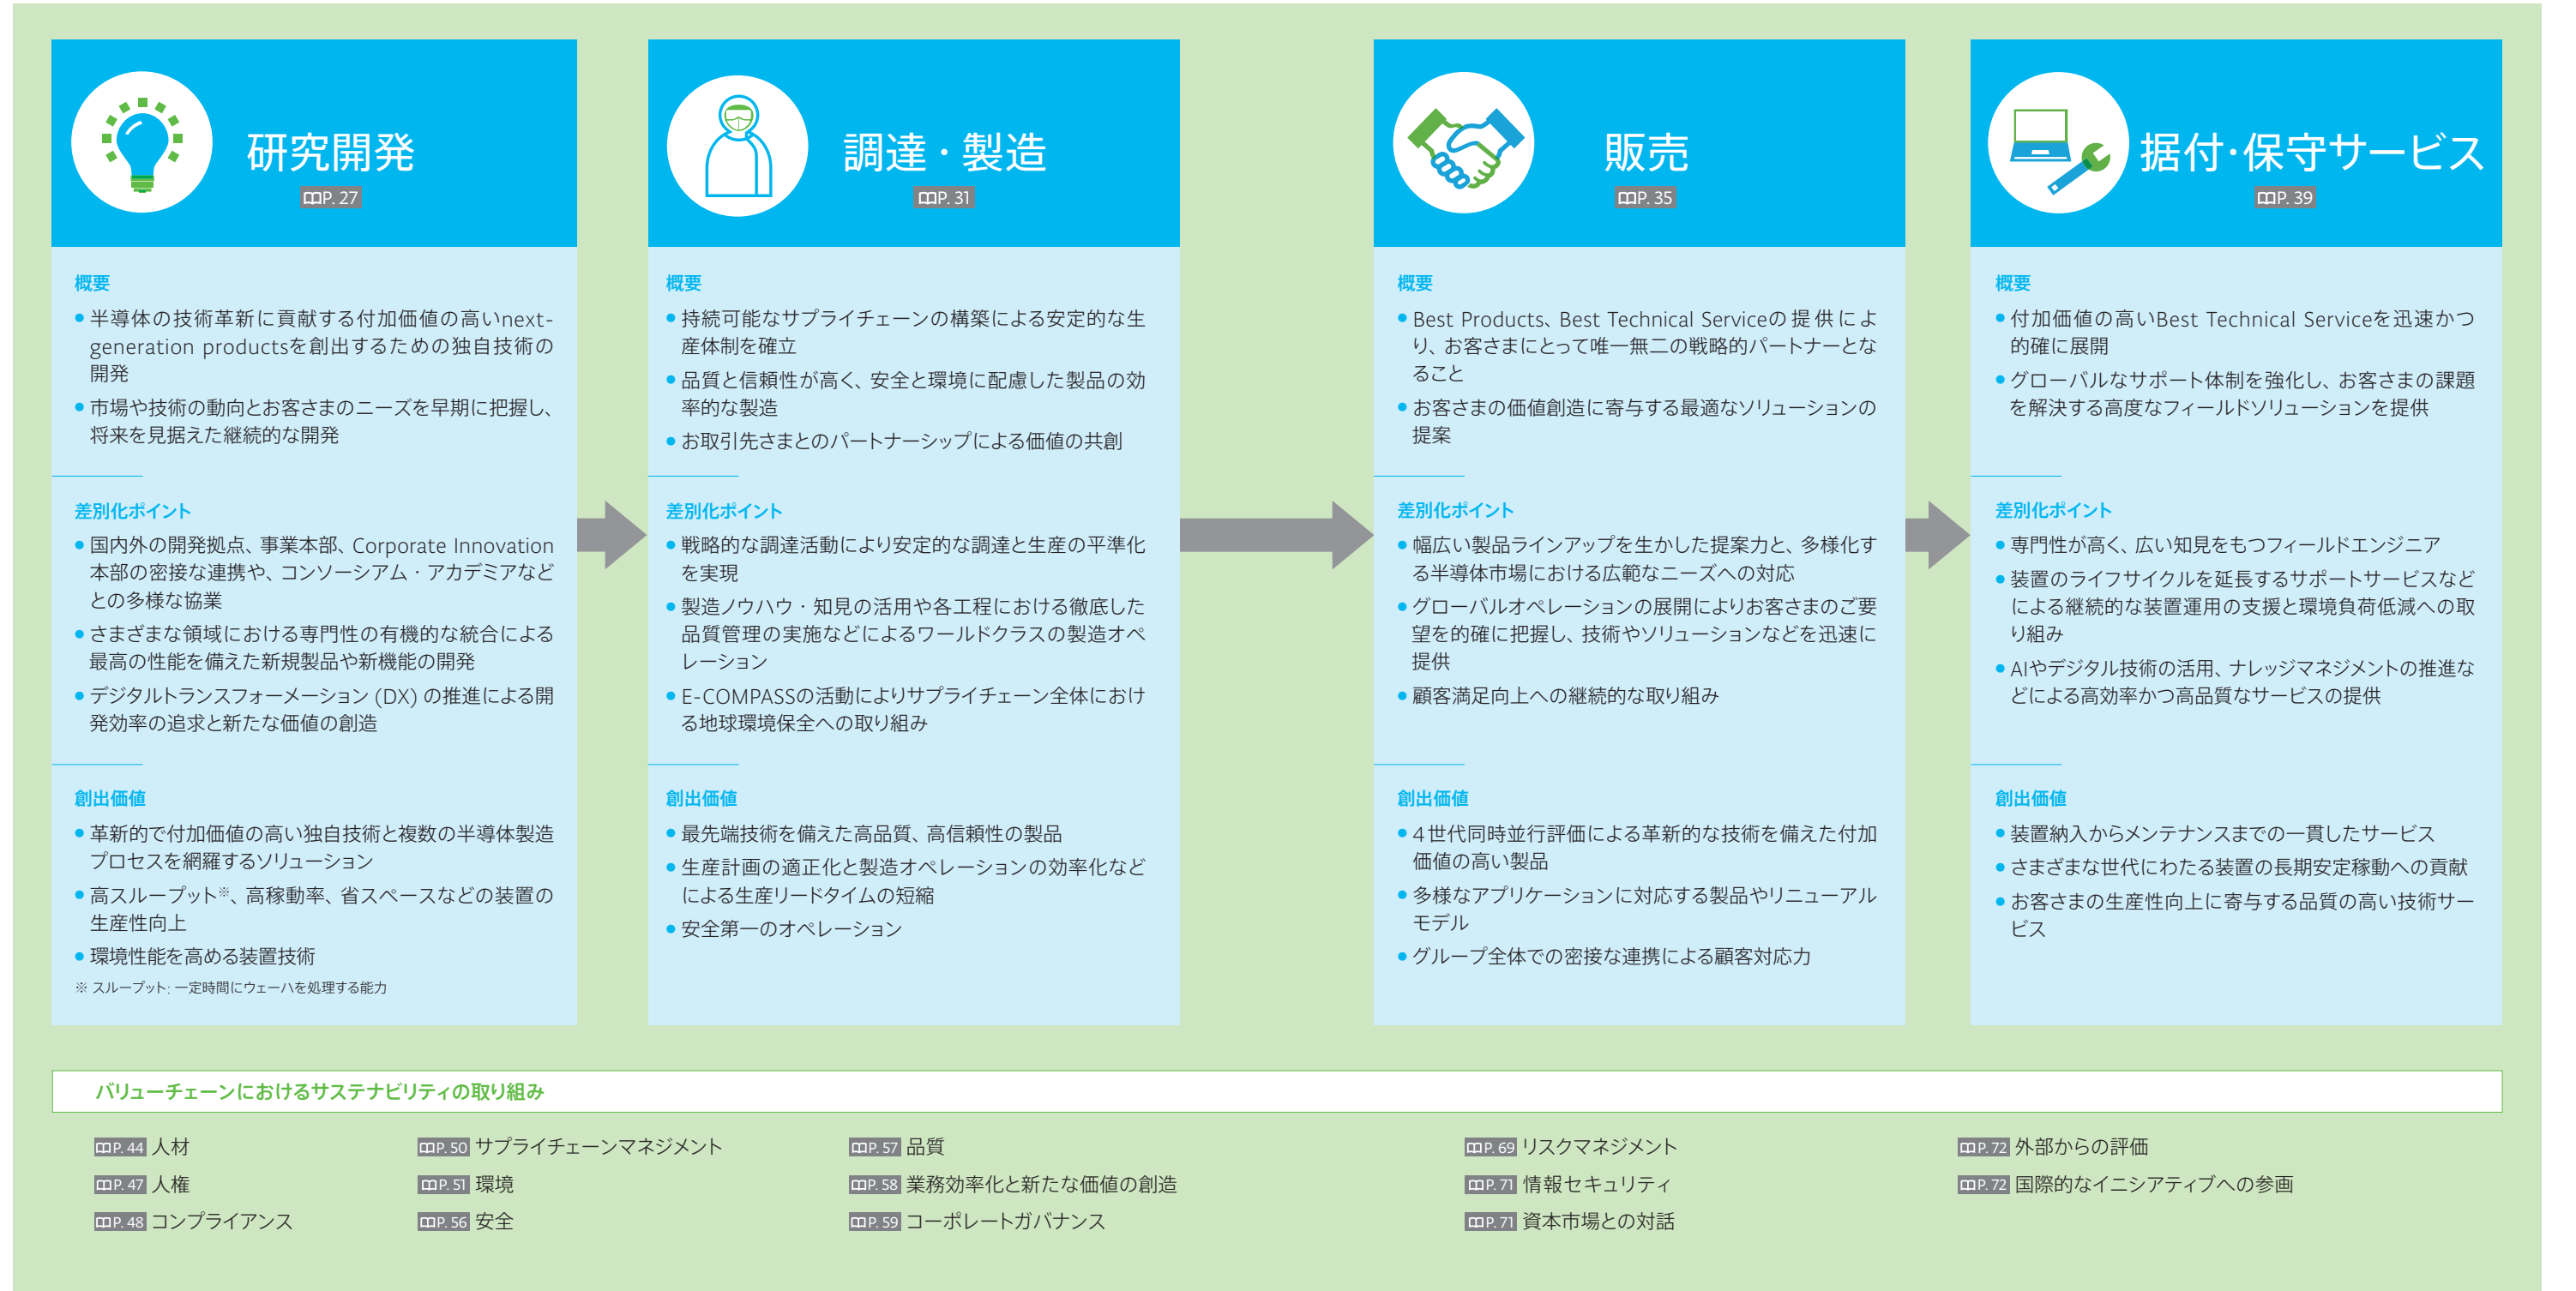 研究開発
P. 27
概要
● 半導体の技術革新に貢献する付加価値の高いnext-
generation productsを創出するための独自技術の
開発
● 市場や技術の動向とお客さまのニーズを早期に把握し、
将来を見据えた継続的な開発
差別化ポイント
● 国内外の開発拠点、事業本部、Corporate Innovation
本部の密接な連携や、コンソーシアム・アカデミアなど
との多様な協業
● さまざまな領域における専門性の有機的な統合による
最高の性能を備えた新規製品や新機能の開発
● デジタルトランスフォーメーション (DX) の推進による開
発効率の追求と新たな価値の創造
創出価値
● 革新的で付加価値の高い独自技術と複数の半導体製造
プロセスを網羅するソリューション
● 高スループット※、高稼動率、省スペースなどの装置の
生産性向上
● 環境性能を高める装置技術
※ スループット: 一定時間にウェーハを処理する能力
調達・製造
P. 31
概要
● 持続可能なサプライチェーンの構築による安定的な生
産体制を確立
● 品質と信頼性が高く、安全と環境に配慮した製品の効
率的な製造
● お取引先さまとのパートナーシップによる価値の共創
差別化ポイント
● 戦略的な調達活動により安定的な調達と生産の平準化
を実現
● 製造ノウハウ・知見の活用や各工程における徹底した
品質管理の実施などによるワールドクラスの製造オペ
レーション
● E-COMPASSの活動によりサプライチェーン全体におけ
る地球環境保全への取り組み
創出価値
● 最先端技術を備えた高品質、高信頼性の製品
● 生産計画の適正化と製造オペレーションの効率化など
による生産リードタイムの短縮
● 安全第一のオペレーション
販売
P. 35
概要
● Best Products、Best Technical Serviceの提供によ
り、お客さまにとって唯一無二の戦略的パートナーとな
ること
● お客さまの価値創造に寄与する最適なソリューションの
提案
差別化ポイント
● 幅広い製品ラインアップを生かした提案力と、多様化す
る半導体市場における広範なニーズへの対応
● グローバルオペレーションの展開によりお客さまのご要
望を的確に把握し、技術やソリューションなどを迅速に
提供
● 顧客満足向上への継続的な取り組み
創出価値
● 4世代同時並行評価による革新的な技術を備えた付加
価値の高い製品
● 多様なアプリケーションに対応する製品やリニューアル
モデル
● グループ全体での密接な連携による顧客対応力
据付・保守サービス
P. 39
概要
● 付加価値の高いBest Technical Serviceを迅速かつ
的確に展開
● グローバルなサポート体制を強化し、お客さまの課題
を解決する高度なフィールドソリューションを提供
差別化ポイント
● 専門性が高く、広い知見をもつフィールドエンジニア
● 装置のライフサイクルを延長するサポートサービスなど
による継続的な装置運用の支援と環境負荷低減への取
り組み
● AIやデジタル技術の活用、ナレッジマネジメントの推進な
どによる高効率かつ高品質なサービスの提供
創出価値
● 装置納入からメンテナンスまでの一貫したサービス
● さまざまな世代にわたる装置の長期安定稼動への貢献
● お客さまの生産性向上に寄与する品質の高い技術サー
ビス
バリューチェーンにおけるサステナビリティの取り組み
P. 44 人材
P. 47 人権
P. 48 コンプライアンス
P. 50 サプライチェーンマネジメント
P. 51 環境
P. 56 安全
P. 57 品質
P. 58 業務効率化と新たな価値の創造
P. 59 コーポレートガバナンス
P. 69 リスクマネジメント
P. 71 情報セキュリティ
P. 71 資本市場との対話
P. 72 外部からの評価
P. 72 国際的なイニシアティブへの参画